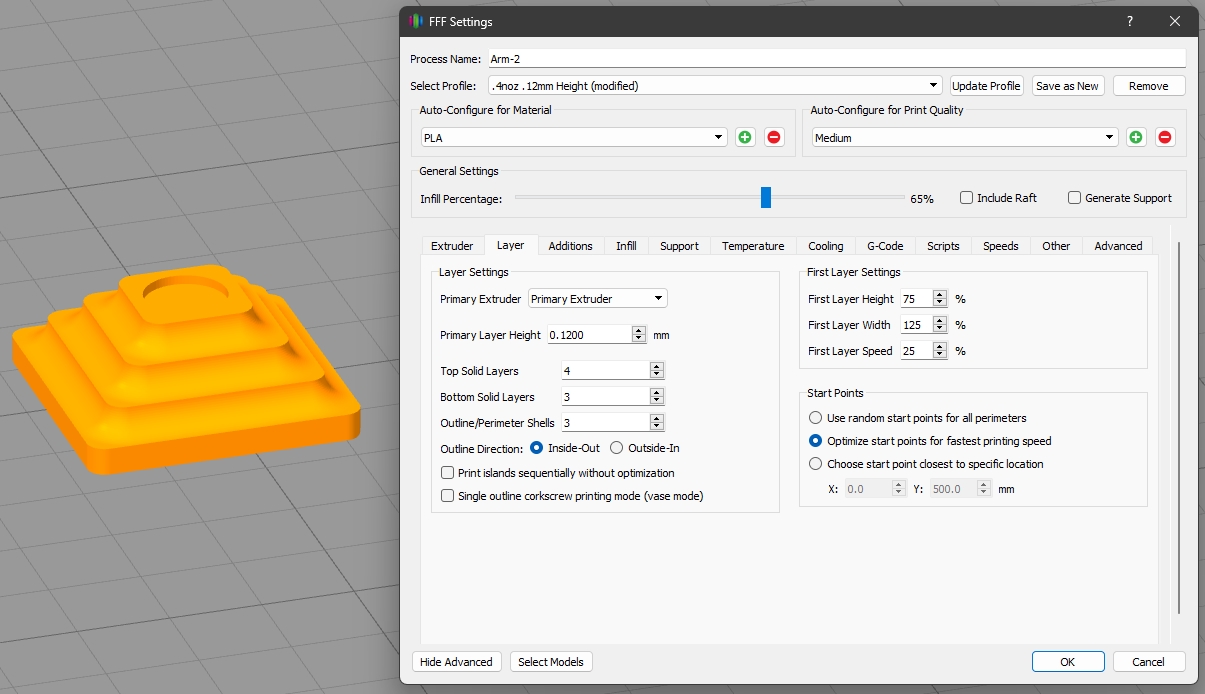 FFF Settings ?
Process Name: Arm-2
Select Profile: .4noz .12mm Height (modified) Update Profile Save as New Remove
Auto-Configure for Material
PLA
Auto-Configure for Print Quality
Medium
General Settings
Infill Percentage: 65% Include Raft Generate Support
Extruder Layer Additions Infill Support Temperature Cooling G-Code Scripts Speeds Other Advanced
Layer Settings
Primary Extruder Primary Extruder
Primary Layer Height 0.1200 mm
Top Solid Layers 4
Bottom Solid Layers 3
Outline/Perimeter Shells 3
Outline Direction: Inside-Out Outside-In
Print islands sequentially without optimization
Single outline corkscrew printing mode (vase mode)
First Layer Settings
First Layer Height 75 %
First Layer Width 125 %
First Layer Speed 25 %
Start Points
Use random start points for all perimeters
Optimize start points for fastest printing speed
Choose start point closest to specific location
X: 0.0 Y: 500.0 mm
Hide Advanced Select Models OK Cancel